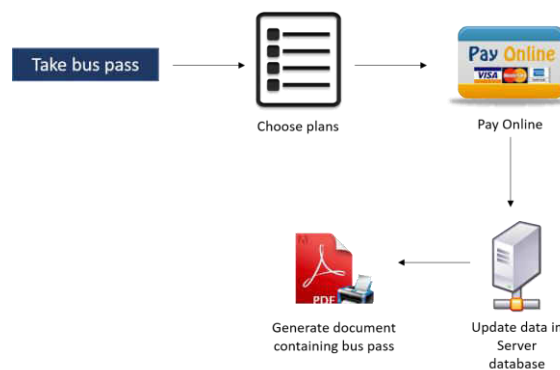 Take bus pass
Choose plans
Pay Online
VISA
Pay Online
PDF
Generate document
containing bus pass
Update data in
Server
database